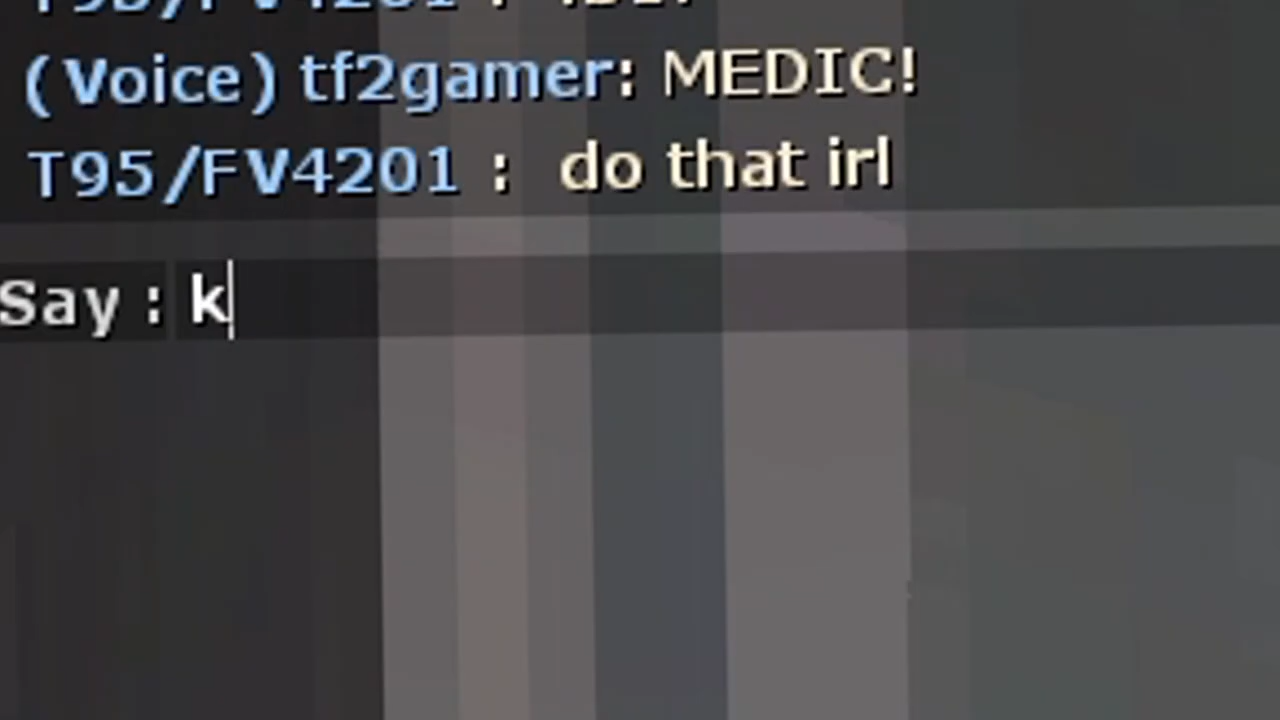 (Voice) tf2gamer: MEDIC!
T95/FV4201 : do that irl
Say : k